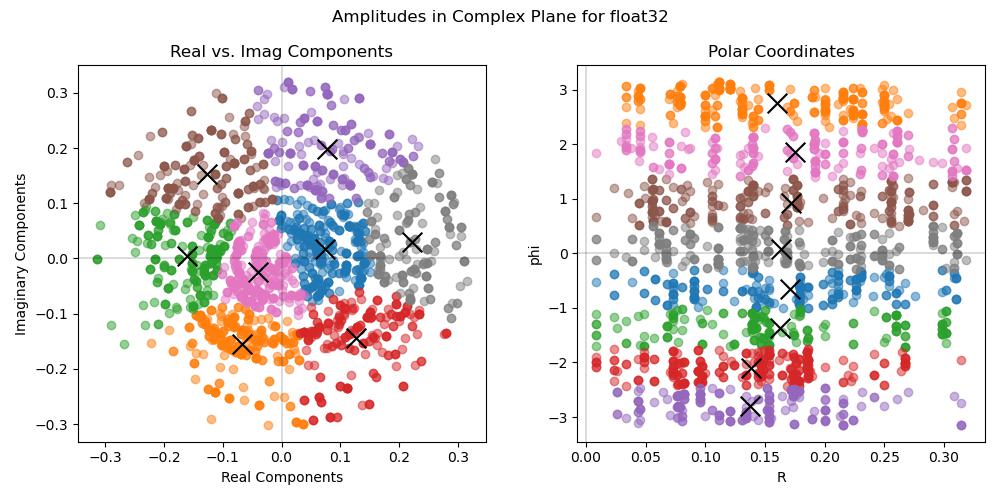 Amplitudes in Complex Plane for float32
Real vs. Imag Components
Imaginary Components
0.3
0.2
0.1
0.0
−0.1
−0.2
−0.3
−0.3 −0.2 −0.1 0.0 0.1 0.2 0.3
Real Components
Polar Coordinates
phi
3
2
1
0
−1
−2
−3
0.00 0.05 0.10 0.15 0.20 0.25 0.30
R